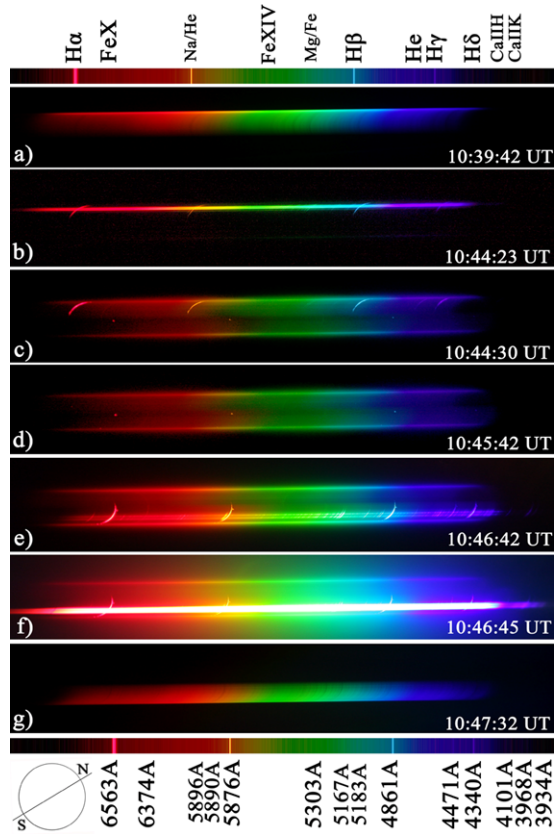 Hα FeX Na/He FeXIV Mg/Fe Hβ He Hγ Hδ CaIIH CaIIK
a) 10:39:42 UT
b) 10:44:23 UT
c) 10:44:30 UT
d) 10:45:42 UT
e) 10:46:42 UT
f) 10:46:45 UT
g) 10:47:32 UT
N
S
6563A 6374A 5896A 5890A 5876A 5303A 5167A 5183A 4861A 4471A 4340A 4101A 3968A 3934A